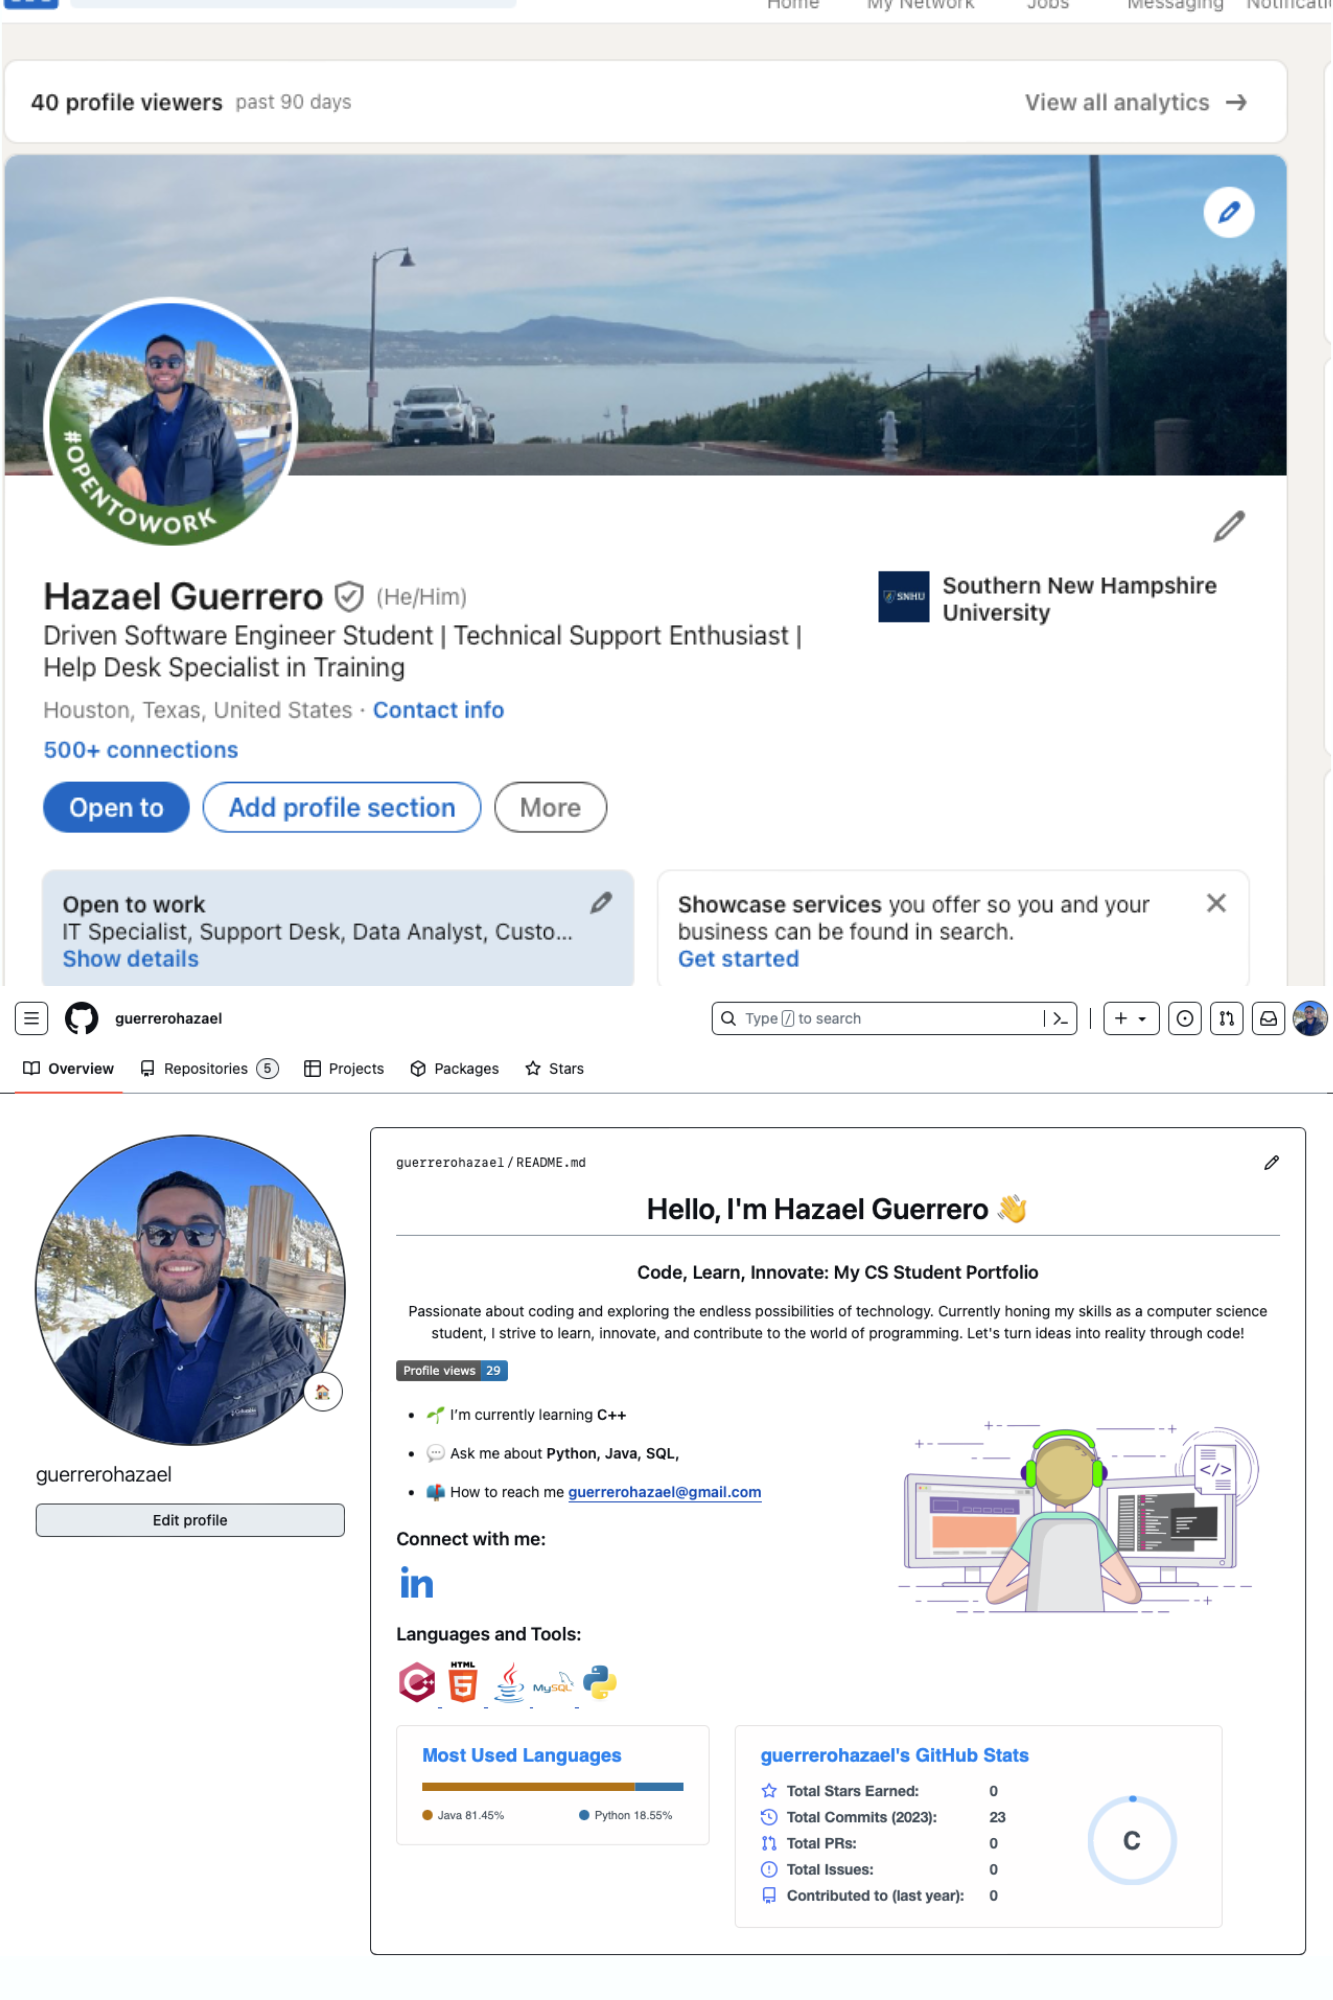 Home My Network Jobs Messaging Notificati
40 profile viewers past 90 days
View all analytics →
#OPENTOWORK
Hazael Guerrero (He/Him)
Driven Software Engineer Student | Technical Support Enthusiast |
Help Desk Specialist in Training
SNHU
Southern New Hampshire
University
Houston, Texas, United States · Contact info
500+ connections
Open to
Add profile section
More
Open to work
IT Specialist, Support Desk, Data Analyst, Custo...
Show details
Showcase services you offer so you and your
business can be found in search.
Get started
guerrerohazael
Type / to search
Overview
Repositories 5
Projects
Packages
Stars
guerrerohazael
Edit profile
guerrerohazael / README.md
Hello, I'm Hazael Guerrero 👋
Code, Learn, Innovate: My CS Student Portfolio
Passionate about coding and exploring the endless possibilities of technology. Currently honing my skills as a computer science
student, I strive to learn, innovate, and contribute to the world of programming. Let's turn ideas into reality through code!
Profile views 29
• 🌱 I'm currently learning C++
• 💬 Ask me about Python, Java, SQL,
• 📫 How to reach me guerrerohazael@gmail.com
</>
Connect with me:
in
Languages and Tools:
C++
HTML
5
MySQL
Most Used Languages
Java 81.45%
Python 18.55%
guerrerohazael's GitHub Stats
Total Stars Earned: 0
Total Commits (2023): 23
Total PRs: 0
Total Issues: 0
Contributed to (last year): 0
C